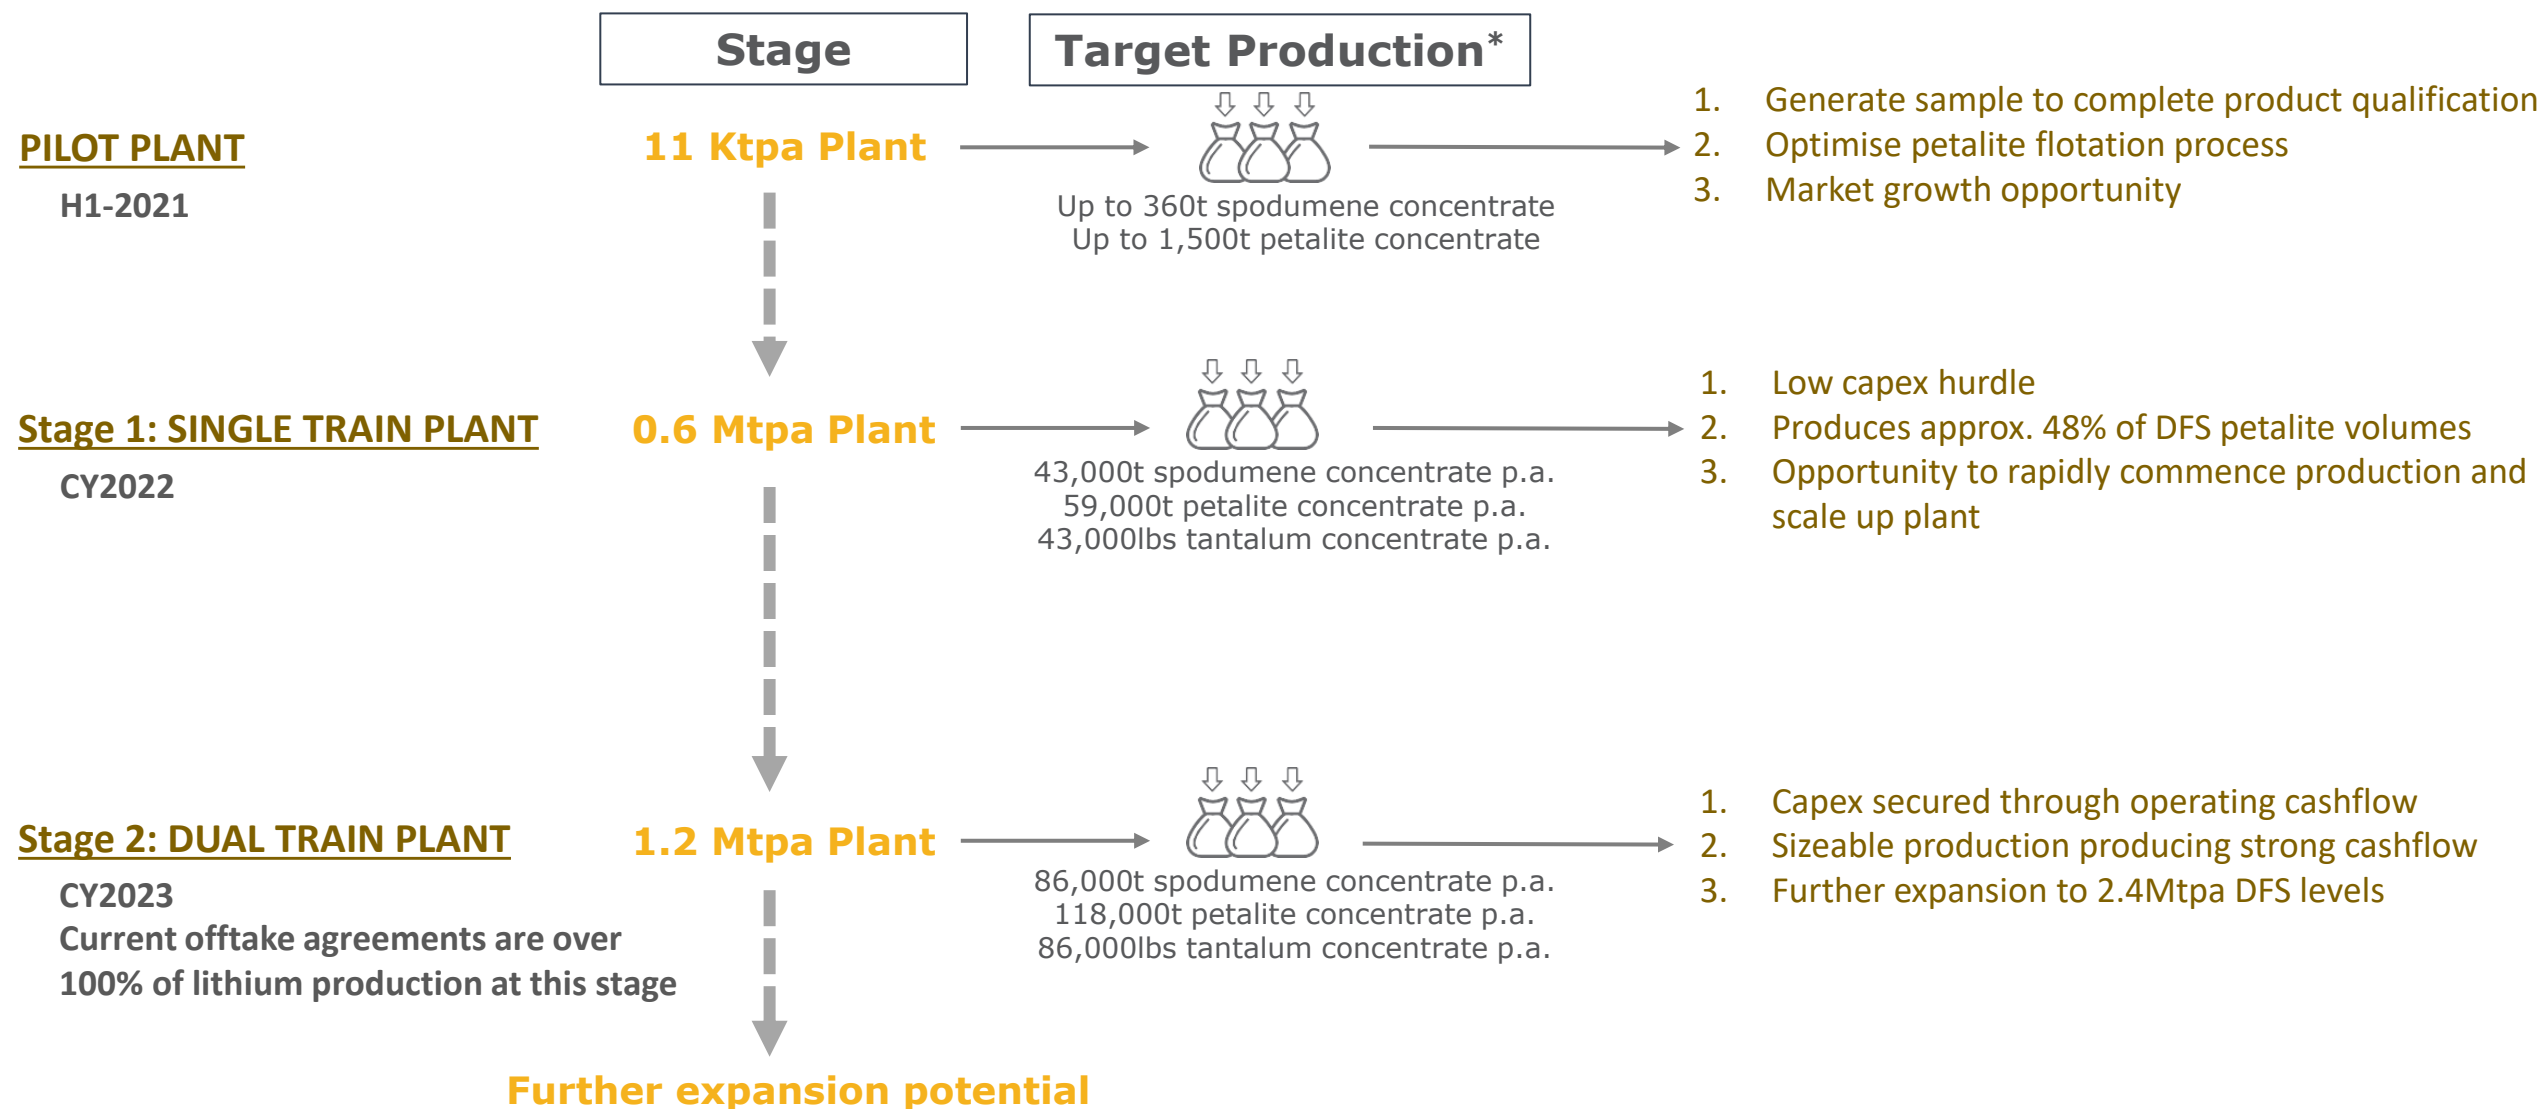 Stage
Target Production*
PILOT PLANT
H1-2021
11 Ktpa Plant
Up to 360t spodumene concentrate
Up to 1,500t petalite concentrate
1. Generate sample to complete product qualification
2. Optimise petalite flotation process
3. Market growth opportunity
Stage 1: SINGLE TRAIN PLANT
CY2022
0.6 Mtpa Plant
43,000t spodumene concentrate p.a.
59,000t petalite concentrate p.a.
43,000lbs tantalum concentrate p.a.
1. Low capex hurdle
2. Produces approx. 48% of DFS petalite volumes
3. Opportunity to rapidly commence production and
scale up plant
Stage 2: DUAL TRAIN PLANT
CY2023
Current offtake agreements are over
100% of lithium production at this stage
1.2 Mtpa Plant
86,000t spodumene concentrate p.a.
118,000t petalite concentrate p.a.
86,000lbs tantalum concentrate p.a.
1. Capex secured through operating cashflow
2. Sizeable production producing strong cashflow
3. Further expansion to 2.4Mtpa DFS levels
Further expansion potential